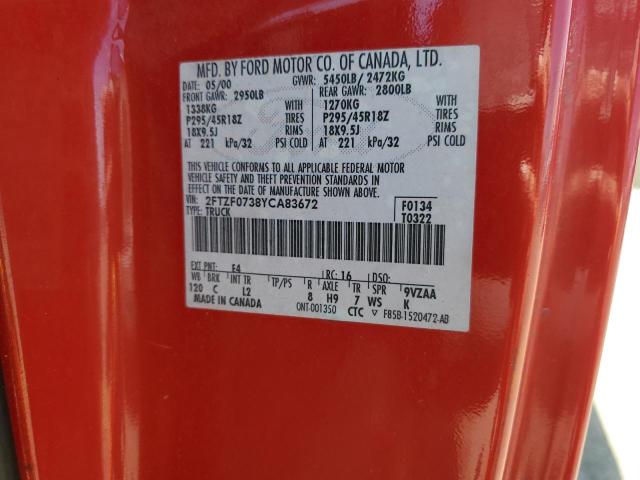 MFD. BY FORD MOTOR CO. OF CANADA, LTD.
DATE: 05/00 GVWR: 5450LB / 2472KG
FRONT GAWR: 2950LB REAR GAWR: 2800LB
1338KG WITH 1270KG WITH
P295/45R18Z TIRES P295/45R18Z TIRES
18X9.5J RIMS 18X9.5J RIMS
AT 221 kPa/32 PSI COLD AT 221 kPa/32 PSI COLD
THIS VEHICLE CONFORMS TO ALL APPLICABLE FEDERAL MOTOR
VEHICLE SAFETY AND THEFT PREVENTION STANDARDS IN
EFFECT ON THE DATE OF MANUFACTURE SHOWN ABOVE.
VIN: 2FTZF0738YCA83672 F0134
TYPE: TRUCK T0322
EXT PNT: E4 RC: 16 DSO:
WB BRK INT TR TP/PS R AXLE TR SPR 9VZAA
120 C L2 8 H9 7 WS K
MADE IN CANADA ONT-001350 CTC ▽ F85B-1520472-AB